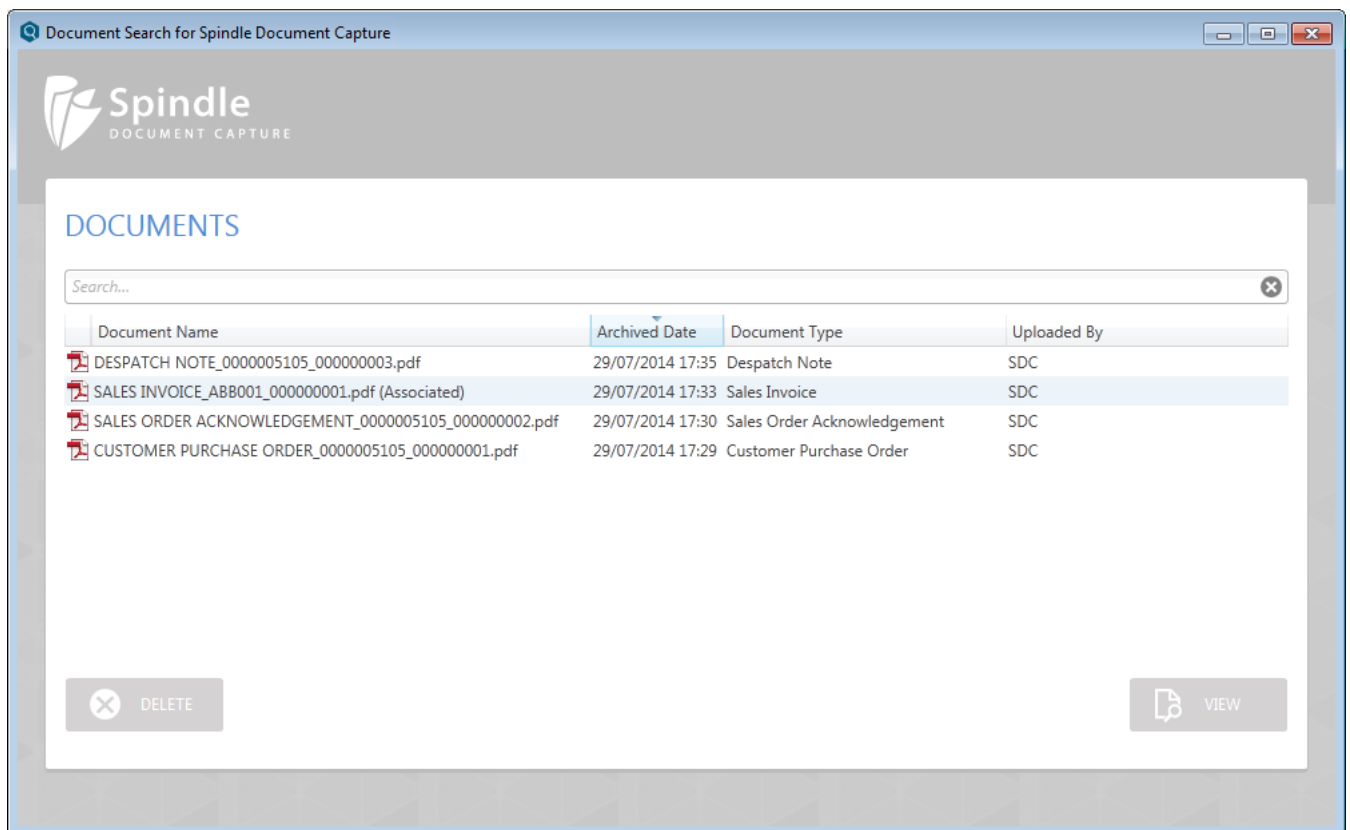 Document Search for Spindle Document Capture
Spindle
DOCUMENT CAPTURE
DOCUMENTS
Search...
Document Name Archived Date Document Type Uploaded By
DESPATCH NOTE_0000005105_000000003.pdf 29/07/2014 17:35 Despatch Note SDC
SALES INVOICE_ABB001_000000001.pdf (Associated) 29/07/2014 17:33 Sales Invoice SDC
SALES ORDER ACKNOWLEDGEMENT_0000005105_000000002.pdf 29/07/2014 17:30 Sales Order Acknowledgement SDC
CUSTOMER PURCHASE ORDER_0000005105_000000001.pdf 29/07/2014 17:29 Customer Purchase Order SDC
DELETE VIEW